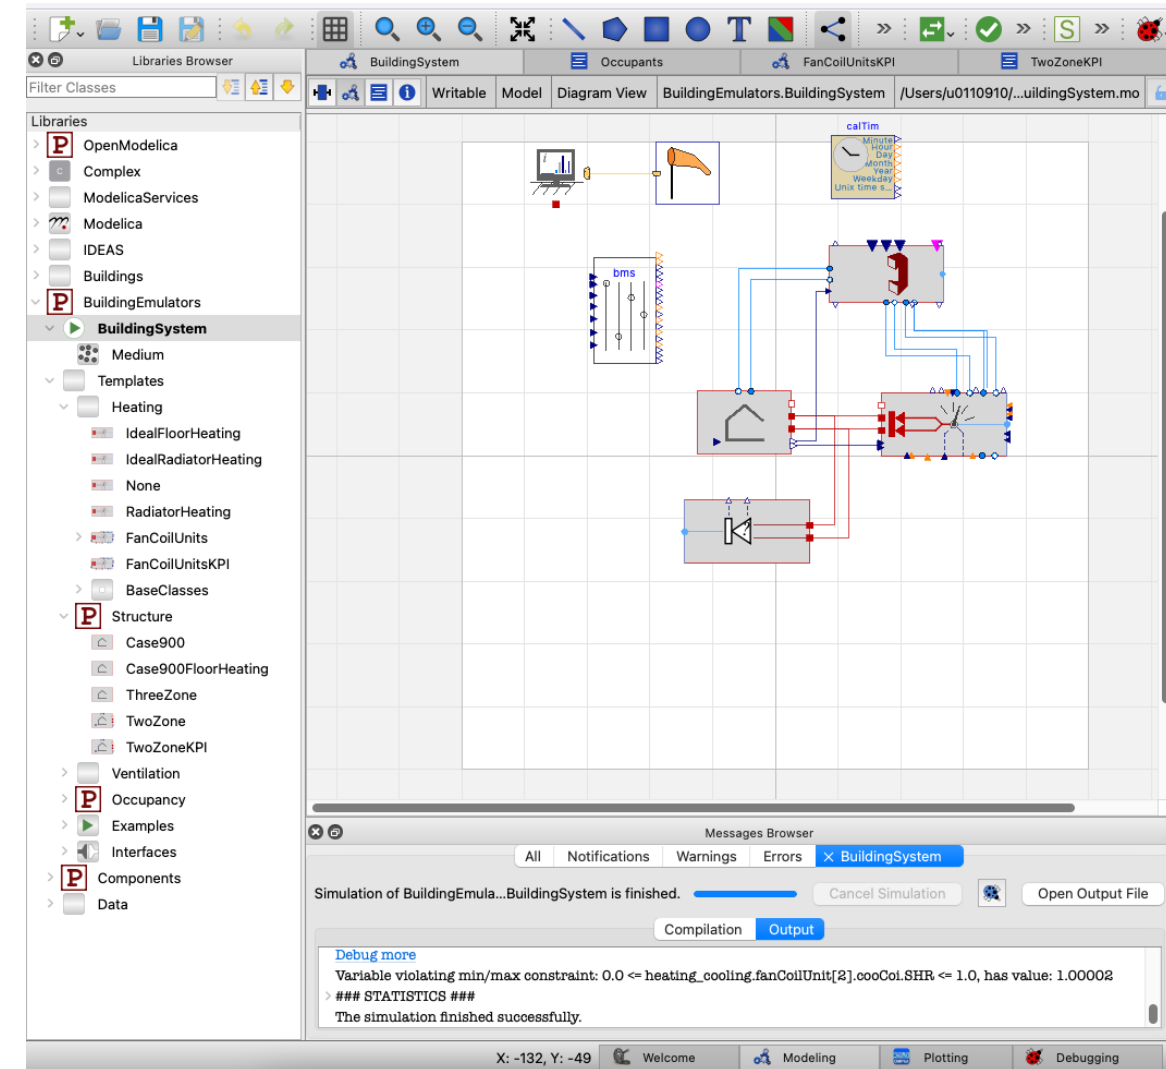 Libraries Browser
Filter Classes
Libraries
P OpenModelica
C Complex
ModelicaServices
Modelica
IDEAS
Buildings
P BuildingEmulators
BuildingSystem
Medium
Templates
Heating
IdealFloorHeating
IdealRadiatorHeating
None
RadiatorHeating
FanCoilUnits
FanCoilUnitsKPI
BaseClasses
P Structure
Case900
Case900FloorHeating
ThreeZone
TwoZone
TwoZoneKPI
Ventilation
P Occupancy
Examples
Interfaces
P Components
Data
T » » S »
BuildingSystem Occupants FanCoilUnitsKPI TwoZoneKPI
Writable Model Diagram View BuildingEmulators.BuildingSystem /Users/u0110910/...uildingSystem.mo
calTim
Minute
Hour
Day
Month
Year
Weekday
Unix time s...
i
bms
?
Messages Browser
All Notifications Warnings Errors BuildingSystem
Simulation of BuildingEmula...BuildingSystem is finished. Cancel Simulation Open Output File
Compilation Output
Debug more
Variable violating min/max constraint: 0.0 <= heating_cooling.fanCoilUnit[2].cooCoi.SHR <= 1.0, has value: 1.00002
### STATISTICS ###
The simulation finished successfully.
X: -132, Y: -49 Welcome Modeling Plotting Debugging